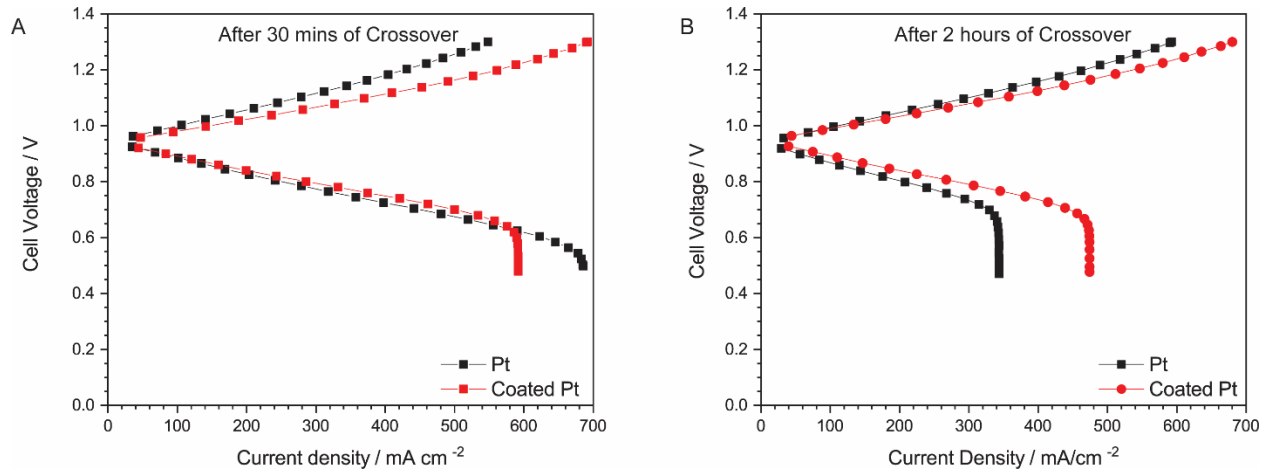 A
After 30 mins of Crossover
1.4
1.2
1.0
0.8
0.6
0.4
0.2
0.0
Cell Voltage / V
Pt
Coated Pt
0 100 200 300 400 500 600 700
Current density / mA cm -2
B
After 2 hours of Crossover
1.4
1.2
1.0
0.8
0.6
0.4
0.2
0.0
Cell Voltage / V
Pt
Coated Pt
0 100 200 300 400 500 600 700
Current Density / mA/cm-2